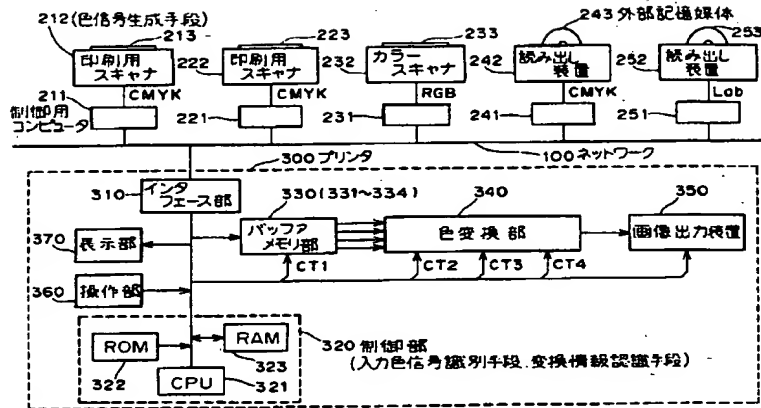 212(色信号生成手段)
213
223
233
243 外部記憶媒体
253
印刷用
スキャナ
222
印刷用
スキャナ
232
カラー
スキャナ
242
読み出し
装置
252
読み出し
装置
CMYK
CMYK
RGB
CMYK
Lab
211
制御用
コンピュータ
221
231
241
251
300 プリンタ
100 ネットワーク
310
インタ
フェース部
330(331~334)
340
350
370
表示部
バッファ
メモリ部
色変換部
画像出力装置
360
操作部
CT1
CT2
CT3
CT4
ROM
322
RAM
323
CPU
321
320 制御部
(入力色信号識別手段、変換情報認識手段)